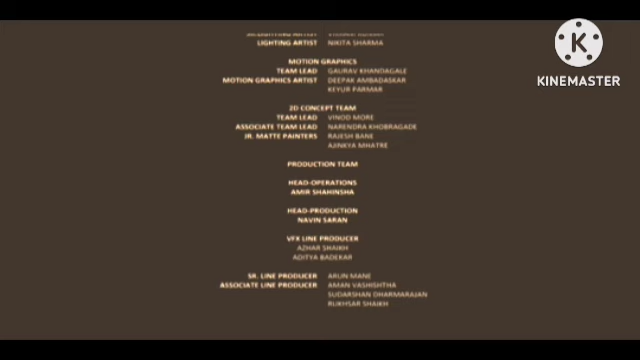 LIGHTING ARTIST NIKITA SHARMA
MOTION GRAPHICS
TEAM LEAD GAURAV KHANDAGALE
MOTION GRAPHICS ARTIST DEEPAK AMBADASKAR
KEYUR PARMAR
2D CONCEPT TEAM
TEAM LEAD VINOD MORE
ASSOCIATE TEAM LEAD NARENDRA KHOBRAGADE
JR. MATTE PAINTERS RAJESH BANE
AJINKYA MHATRE
PRODUCTION TEAM
HEAD-OPERATIONS
AMIR SHAHINSHA
HEAD-PRODUCTION
NAVIN SARAN
VFX LINE PRODUCER
AZHAR SHAIKH
ADITYA BADEKAR
SR. LINE PRODUCER ARUN MANE
ASSOCIATE LINE PRODUCER AMAN VASHIGHTHA
SUDARSHAN DHARMARAJAN
RUKHSAR SHAIKH
K
KINEMASTER